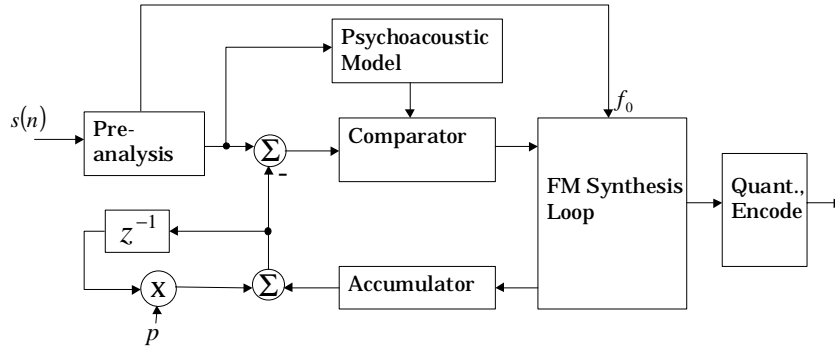 Psychoacoustic
Model
f₀
s(n)
Pre-
analysis
Σ
-
Comparator
FM Synthesis
Loop
Quant.,
Encode
z⁻¹
X
Σ
Accumulator
p